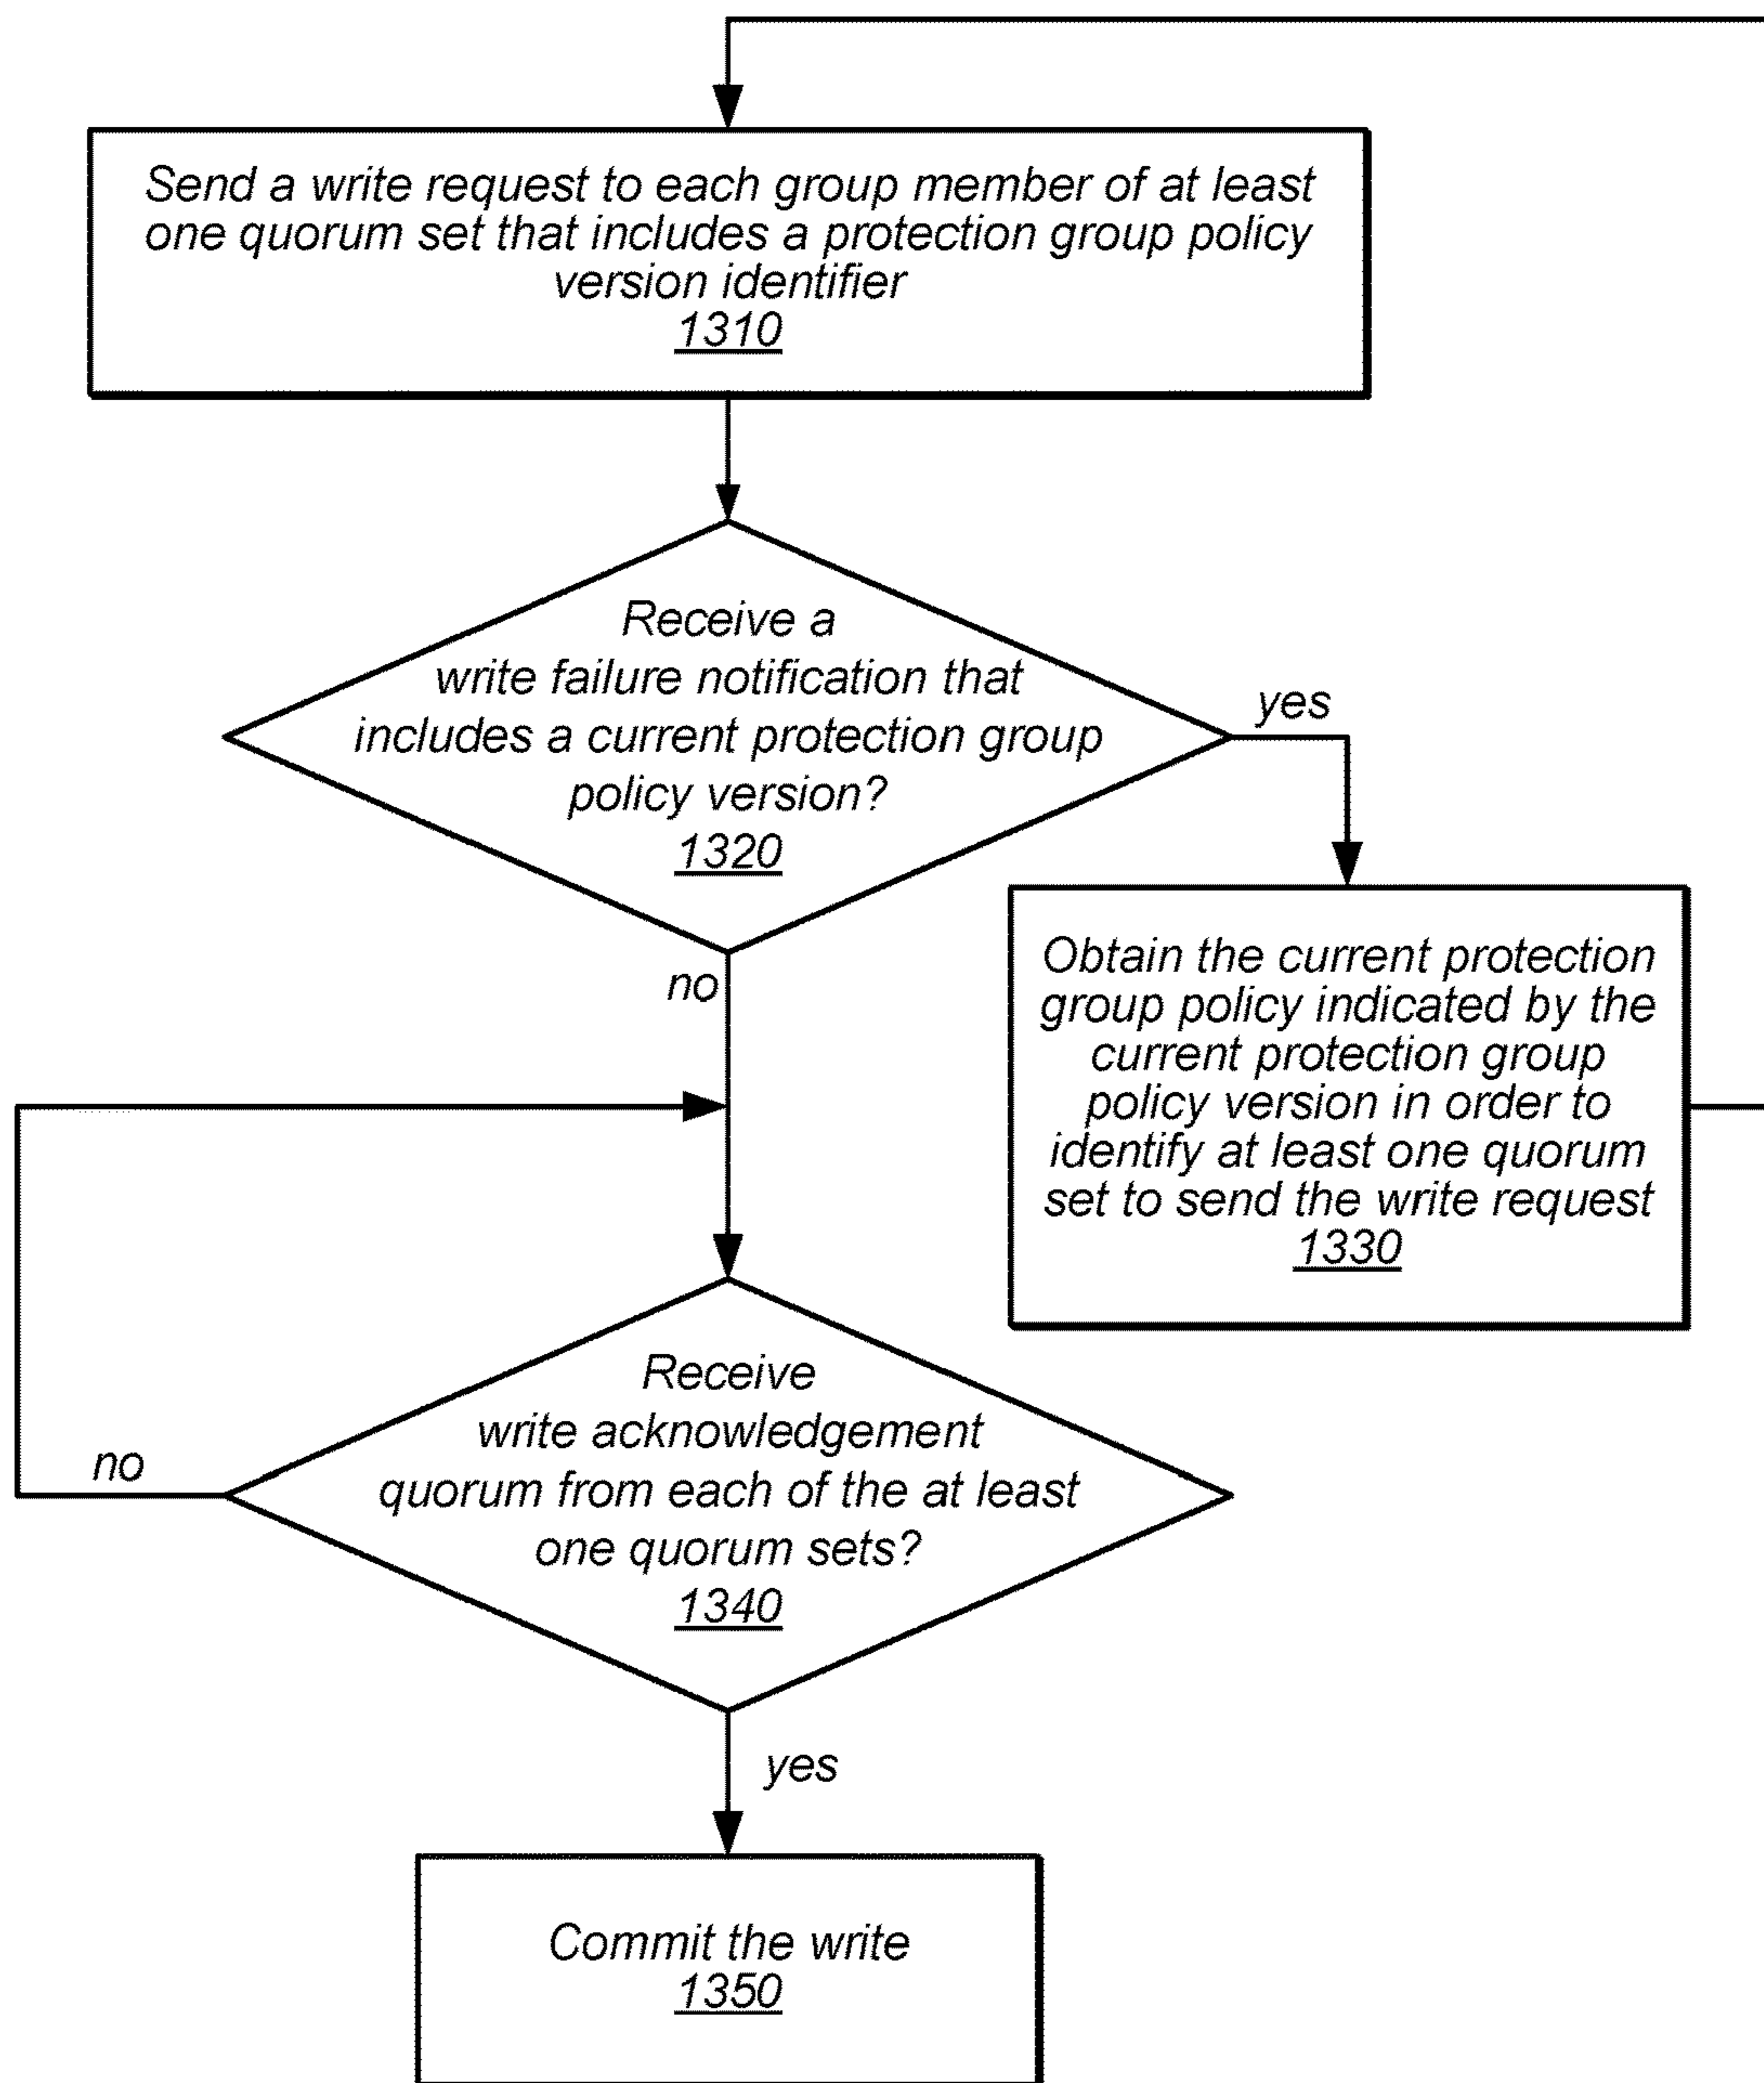 Send a write request to each group member of at least
one quorum set that includes a protection group policy
version identifier
1310
Receive a
write failure notification that
includes a current protection group
policy version?
1320
yes
no
Obtain the current protection
group policy indicated by the
current protection group
policy version in order to
identify at least one quorum
set to send the write request
1330
Receive
write acknowledgement
quorum from each of the at least
one quorum sets?
1340
no
yes
Commit the write
1350